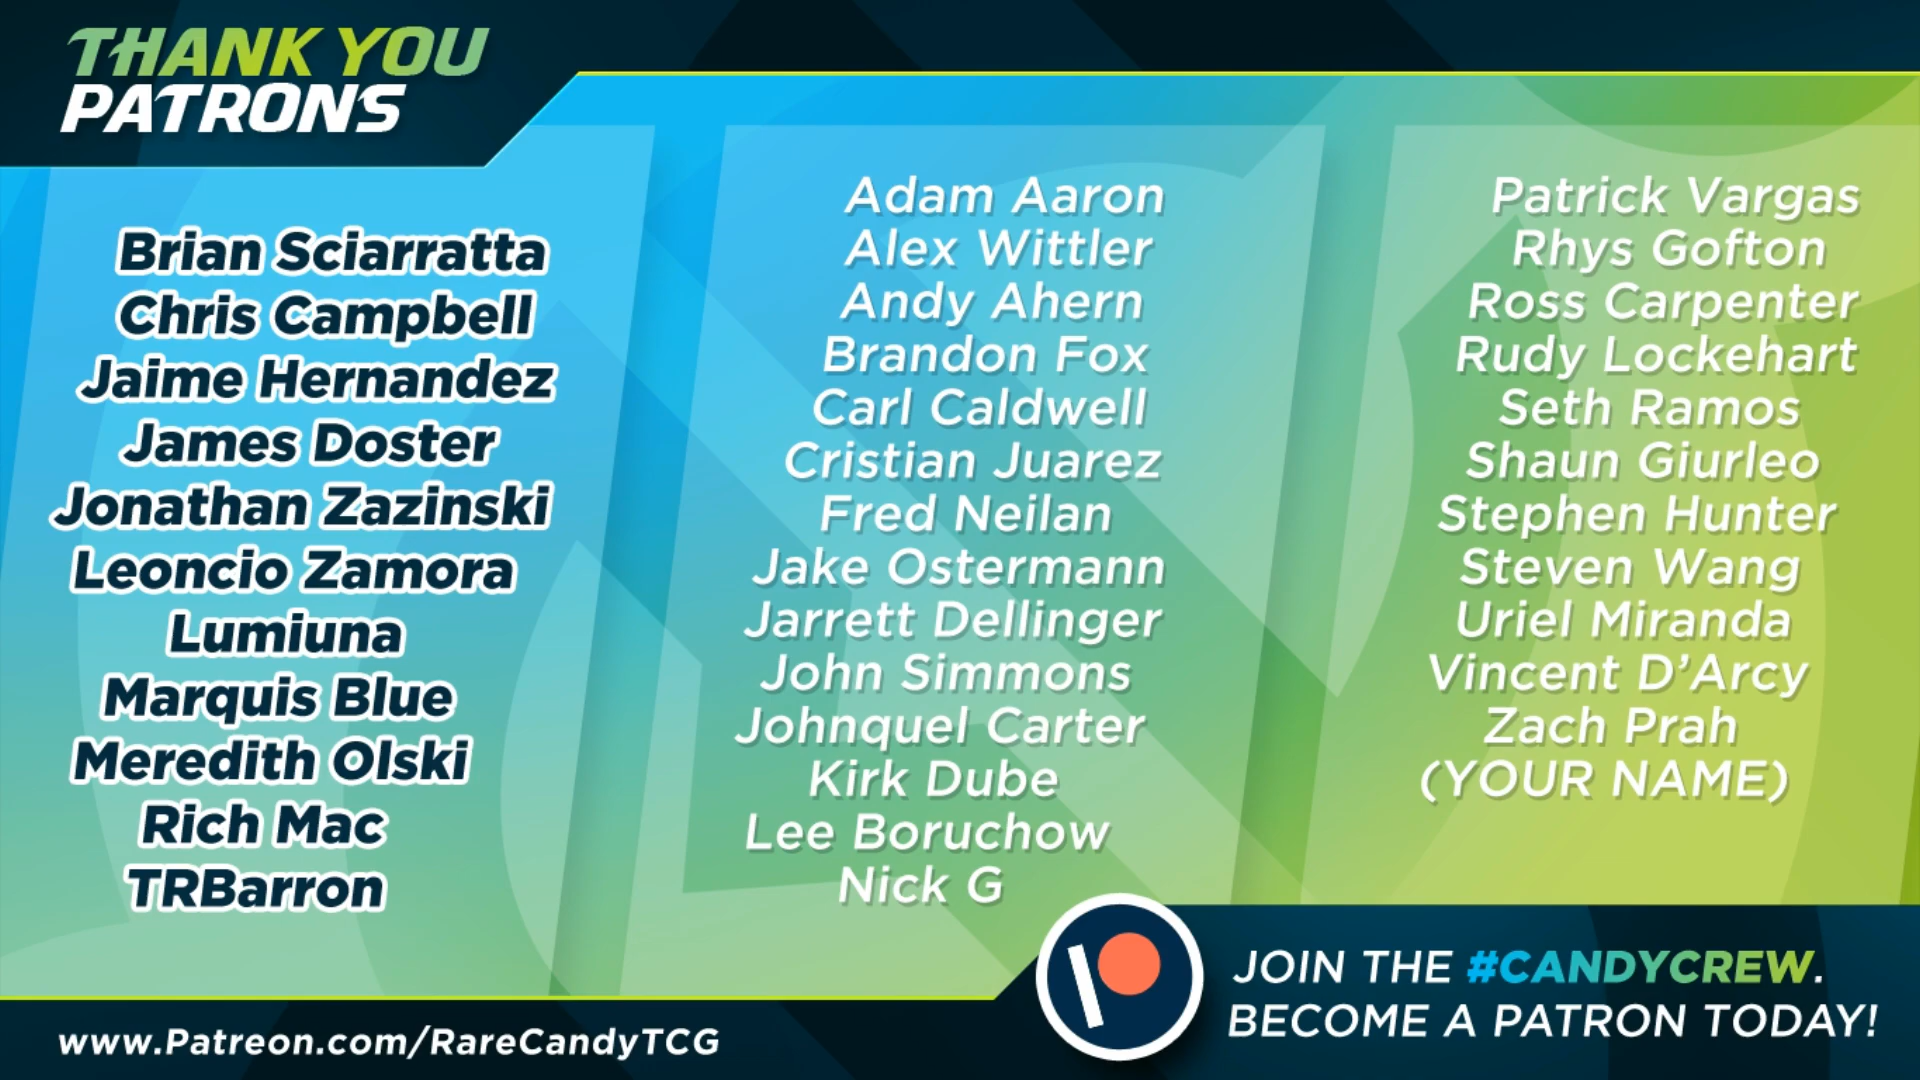 THANK YOU
PATRONS
Brian Sciarratta
Chris Campbell
Jaime Hernandez
James Doster
Jonathan Zazinski
Leoncio Zamora
Lumiuna
Marquis Blue
Meredith Olski
Rich Mac
TRBarron
Adam Aaron
Alex Wittler
Andy Ahern
Brandon Fox
Carl Caldwell
Cristian Juarez
Fred Neilan
Jake Ostermann
Jarrett Dellinger
John Simmons
Johnquel Carter
Kirk Dube
Lee Boruchow
Nick G
Patrick Vargas
Rhys Gofton
Ross Carpenter
Rudy Lockehart
Seth Ramos
Shaun Giurleo
Stephen Hunter
Steven Wang
Uriel Miranda
Vincent D’Arcy
Zach Prah
(YOUR NAME)
www.Patreon.com/RareCandyTCG
JOIN THE #CANDYCREW.
BECOME A PATRON TODAY!